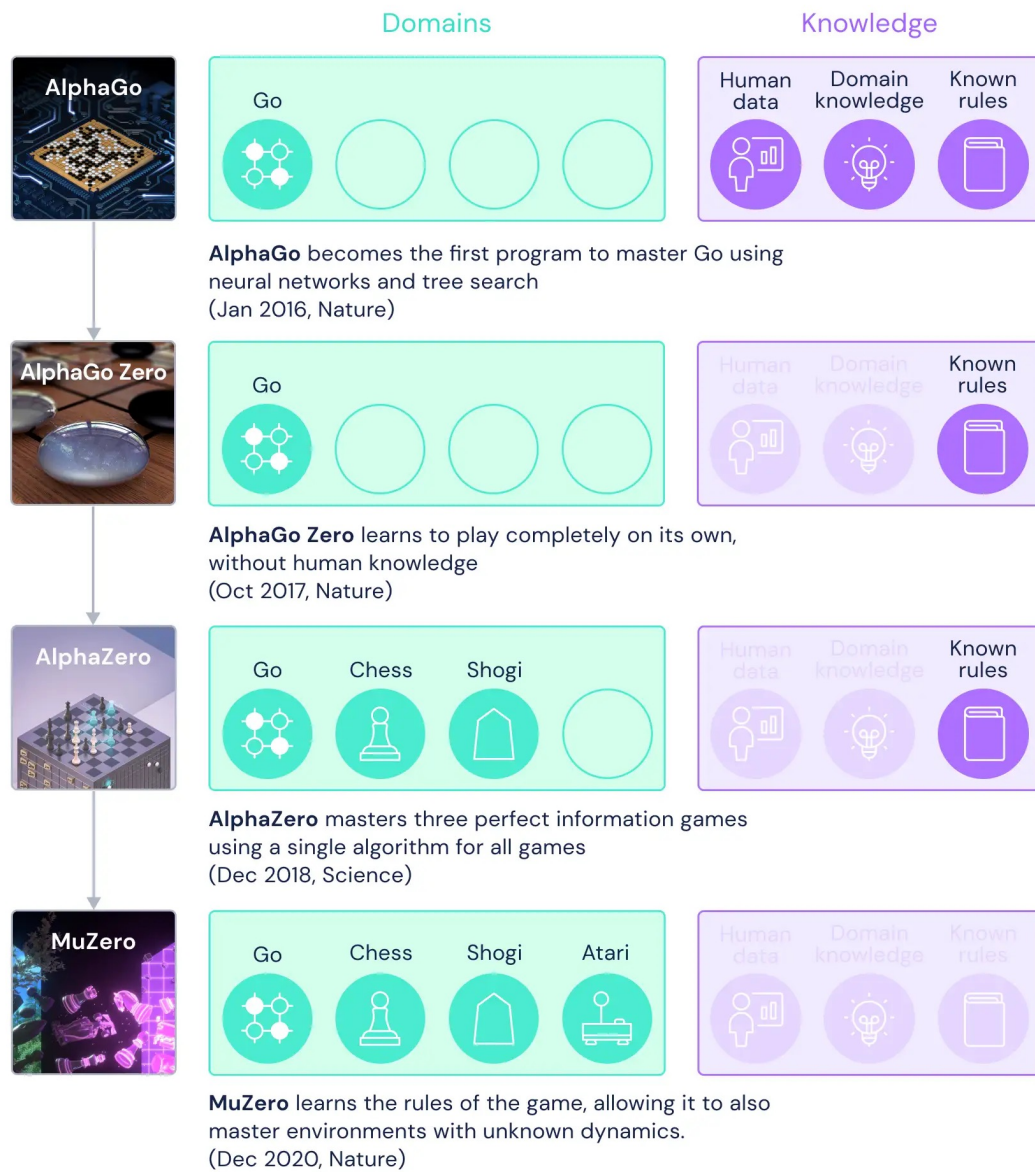 Domains
Knowledge
AlphaGo
Go
Human data
Domain knowledge
Known rules
AlphaGo becomes the first program to master Go using
neural networks and tree search
(Jan 2016, Nature)
AlphaGo Zero
Go
Human data
Domain knowledge
Known rules
AlphaGo Zero learns to play completely on its own,
without human knowledge
(Oct 2017, Nature)
AlphaZero
Go
Chess
Shogi
Human data
Domain knowledge
Known rules
AlphaZero masters three perfect information games
using a single algorithm for all games
(Dec 2018, Science)
MuZero
Go
Chess
Shogi
Atari
Human data
Domain knowledge
Known rules
MuZero learns the rules of the game, allowing it to also
master environments with unknown dynamics.
(Dec 2020, Nature)